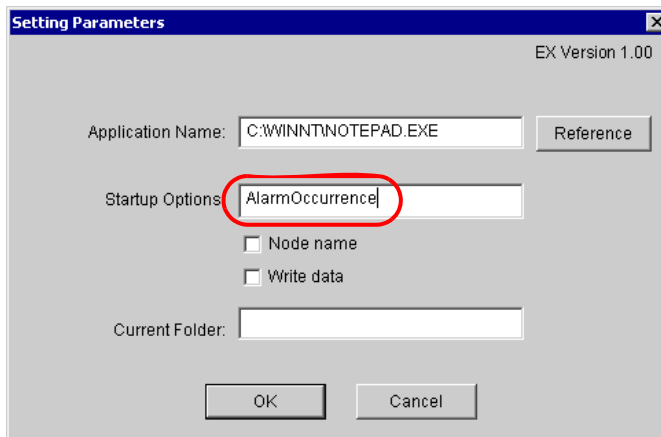 Setting Parameters
EX Version 1.00
Application Name: C:\WINNT\NOTEPAD.EXE Reference
Startup Options AlarmOccurrence
Node name
Write data
Current Folder:
OK Cancel